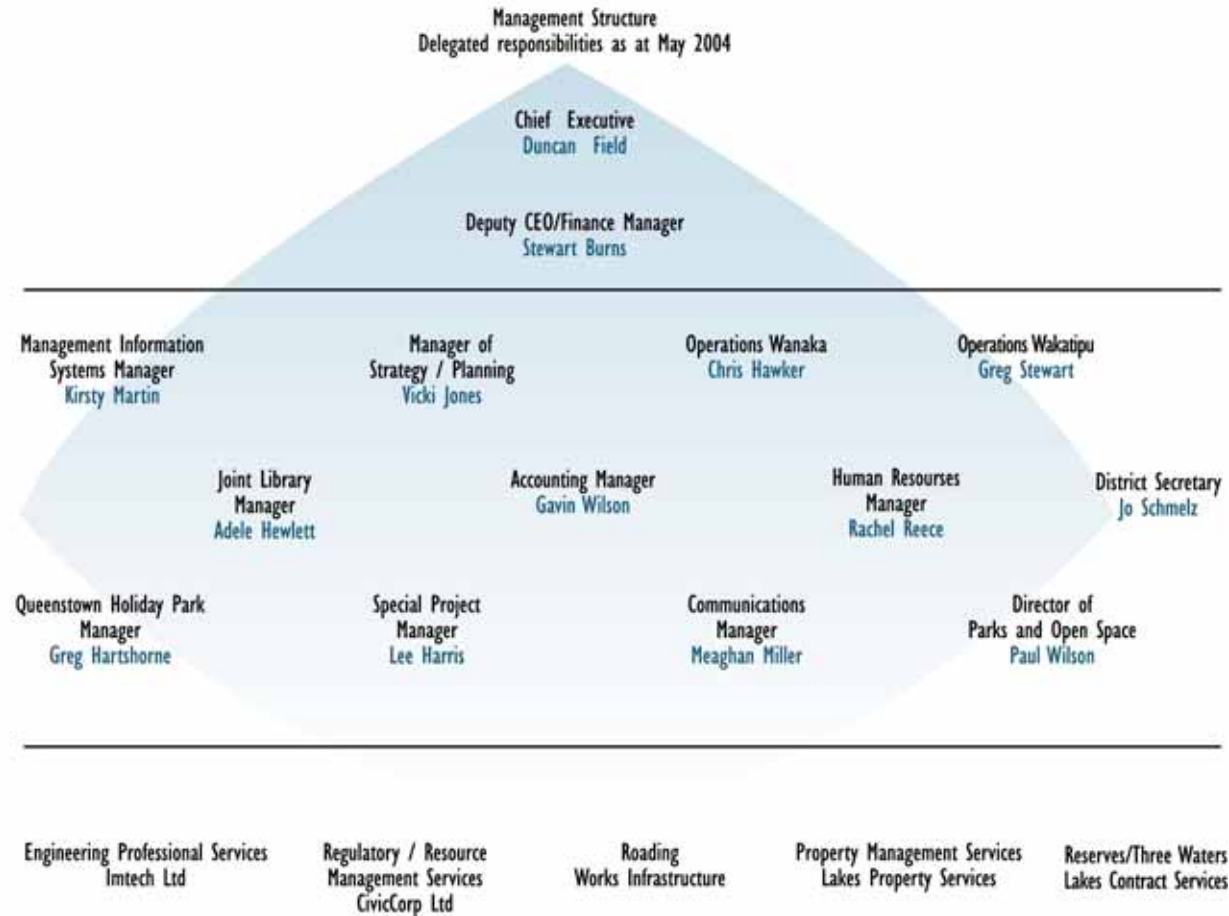 Management Structure
Delegated responsibilities as at May 2004
Chief Executive
Duncan Field
Deputy CEO/Finance Manager
Stewart Burns
Management Information
Systems Manager
Kirsty Martin
Manager of
Strategy / Planning
Vicki Jones
Operations Wanaka
Chris Hawker
Operations Wakatipu
Greg Stewart
Joint Library
Manager
Adele Hewlett
Accounting Manager
Gavin Wilson
Human Resourses
Manager
Rachel Reece
District Secretary
Jo Schmelz
Queenstown Holiday Park
Manager
Greg Hartshorne
Special Project
Manager
Lee Harris
Communications
Manager
Meaghan Miller
Director of
Parks and Open Space
Paul Wilson
Engineering Professional Services
Imtech Ltd
Regulatory / Resource
Management Services
CivicCorp Ltd
Roading
Works Infrastructure
Property Management Services
Lakes Property Services
Reserves/Three Waters
Lakes Contract Services